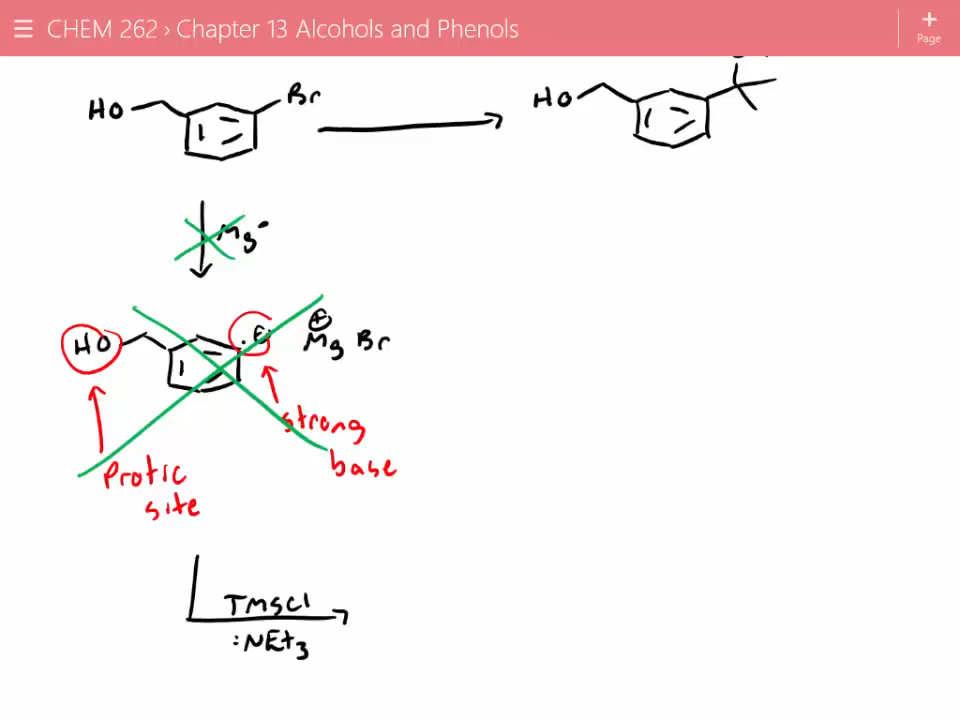 CHEM 262 › Chapter 13 Alcohols and Phenols
Page
HO
Br
HO
Mg
HO
⊕
Mg Br
strong
base
Protic
site
TMSCl
:NEt3